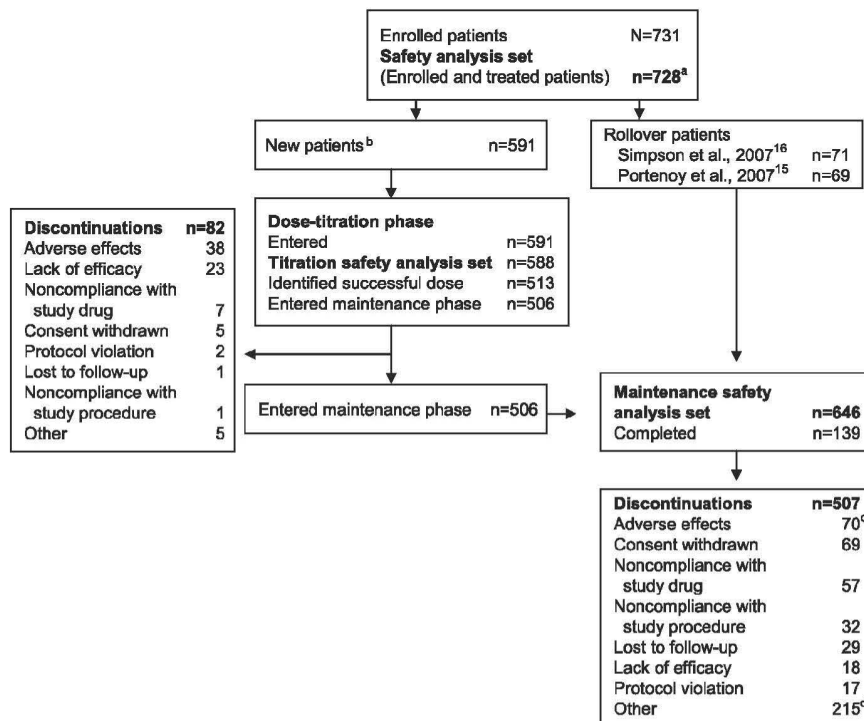 Enrolled patients N=731
Safety analysis set
(Enrolled and treated patients) n=728a
New patients b n=591
Rollover patients
Simpson et al., 2007 16 n=71
Portenoy et al., 2007 15 n=69
Discontinuations n=82
Adverse effects 38
Lack of efficacy 23
Noncompliance with
study drug 7
Consent withdrawn 5
Protocol violation 2
Lost to follow-up 1
Noncompliance with
study procedure 1
Other 5
Dose-titration phase
Entered n=591
Titration safety analysis set n=588
Identified successful dose n=513
Entered maintenance phase n=506
Entered maintenance phase n=506
Maintenance safety
analysis set n=646
Completed n=139
Discontinuations n=507
Adverse effects 70c
Consent withdrawn 69
Noncompliance with
study drug 57
Noncompliance with
study procedure 32
Lost to follow-up 29
Lack of efficacy 18
Protocol violation 17
Other 215